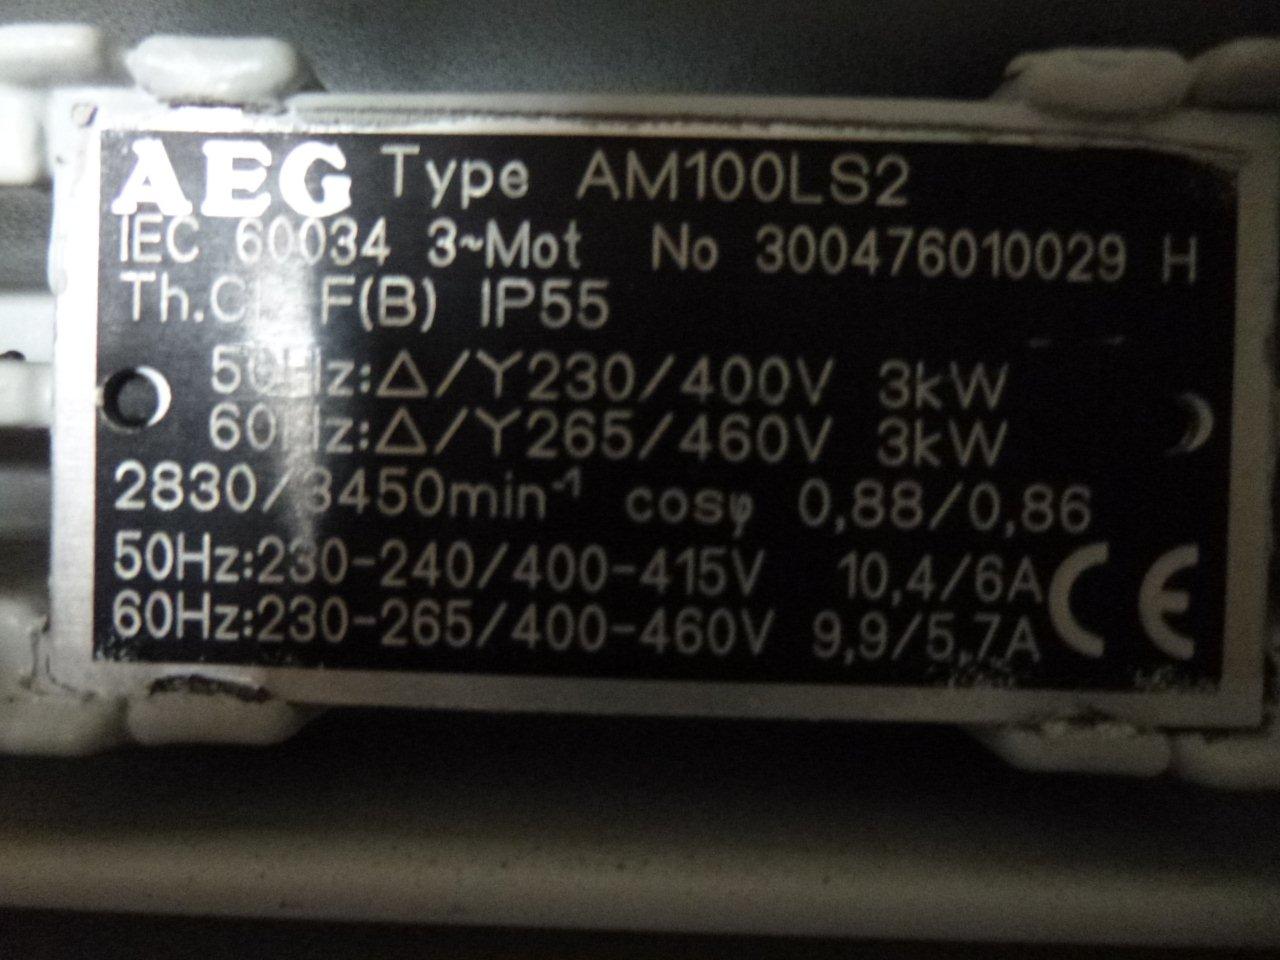 AEG Type AM100LS2
IEC 60034 3~Mot No 300476010029 H
Th.Cl. F(B) IP55
50Hz:△/Y230/400V 3kW
60Hz:△/Y265/460V 3kW
2830/3450min⁻¹ cosφ 0,88/0,86
50Hz:230-240/400-415V 10,4/6A
60Hz:230-265/400-460V 9,9/5,7A
CE